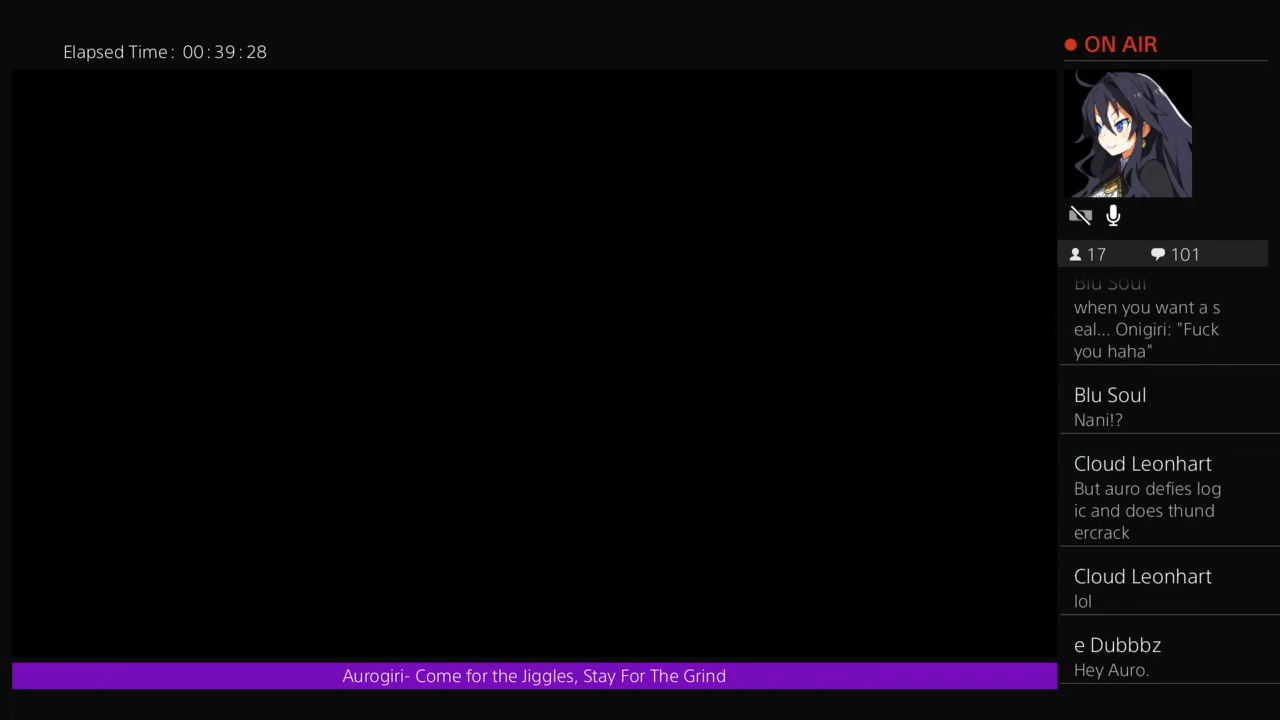 Elapsed Time: 00:39:28
ON AIR
17 101
Blu Soul
when you want a s
eal... Onigiri: "Fuck
you haha"
Blu Soul
Nani!?
Cloud Leonhart
But auro defies log
ic and does thund
ercrack
Cloud Leonhart
lol
e Dubbbz
Hey Auro.
Aurogiri- Come for the Jiggles, Stay For The Grind